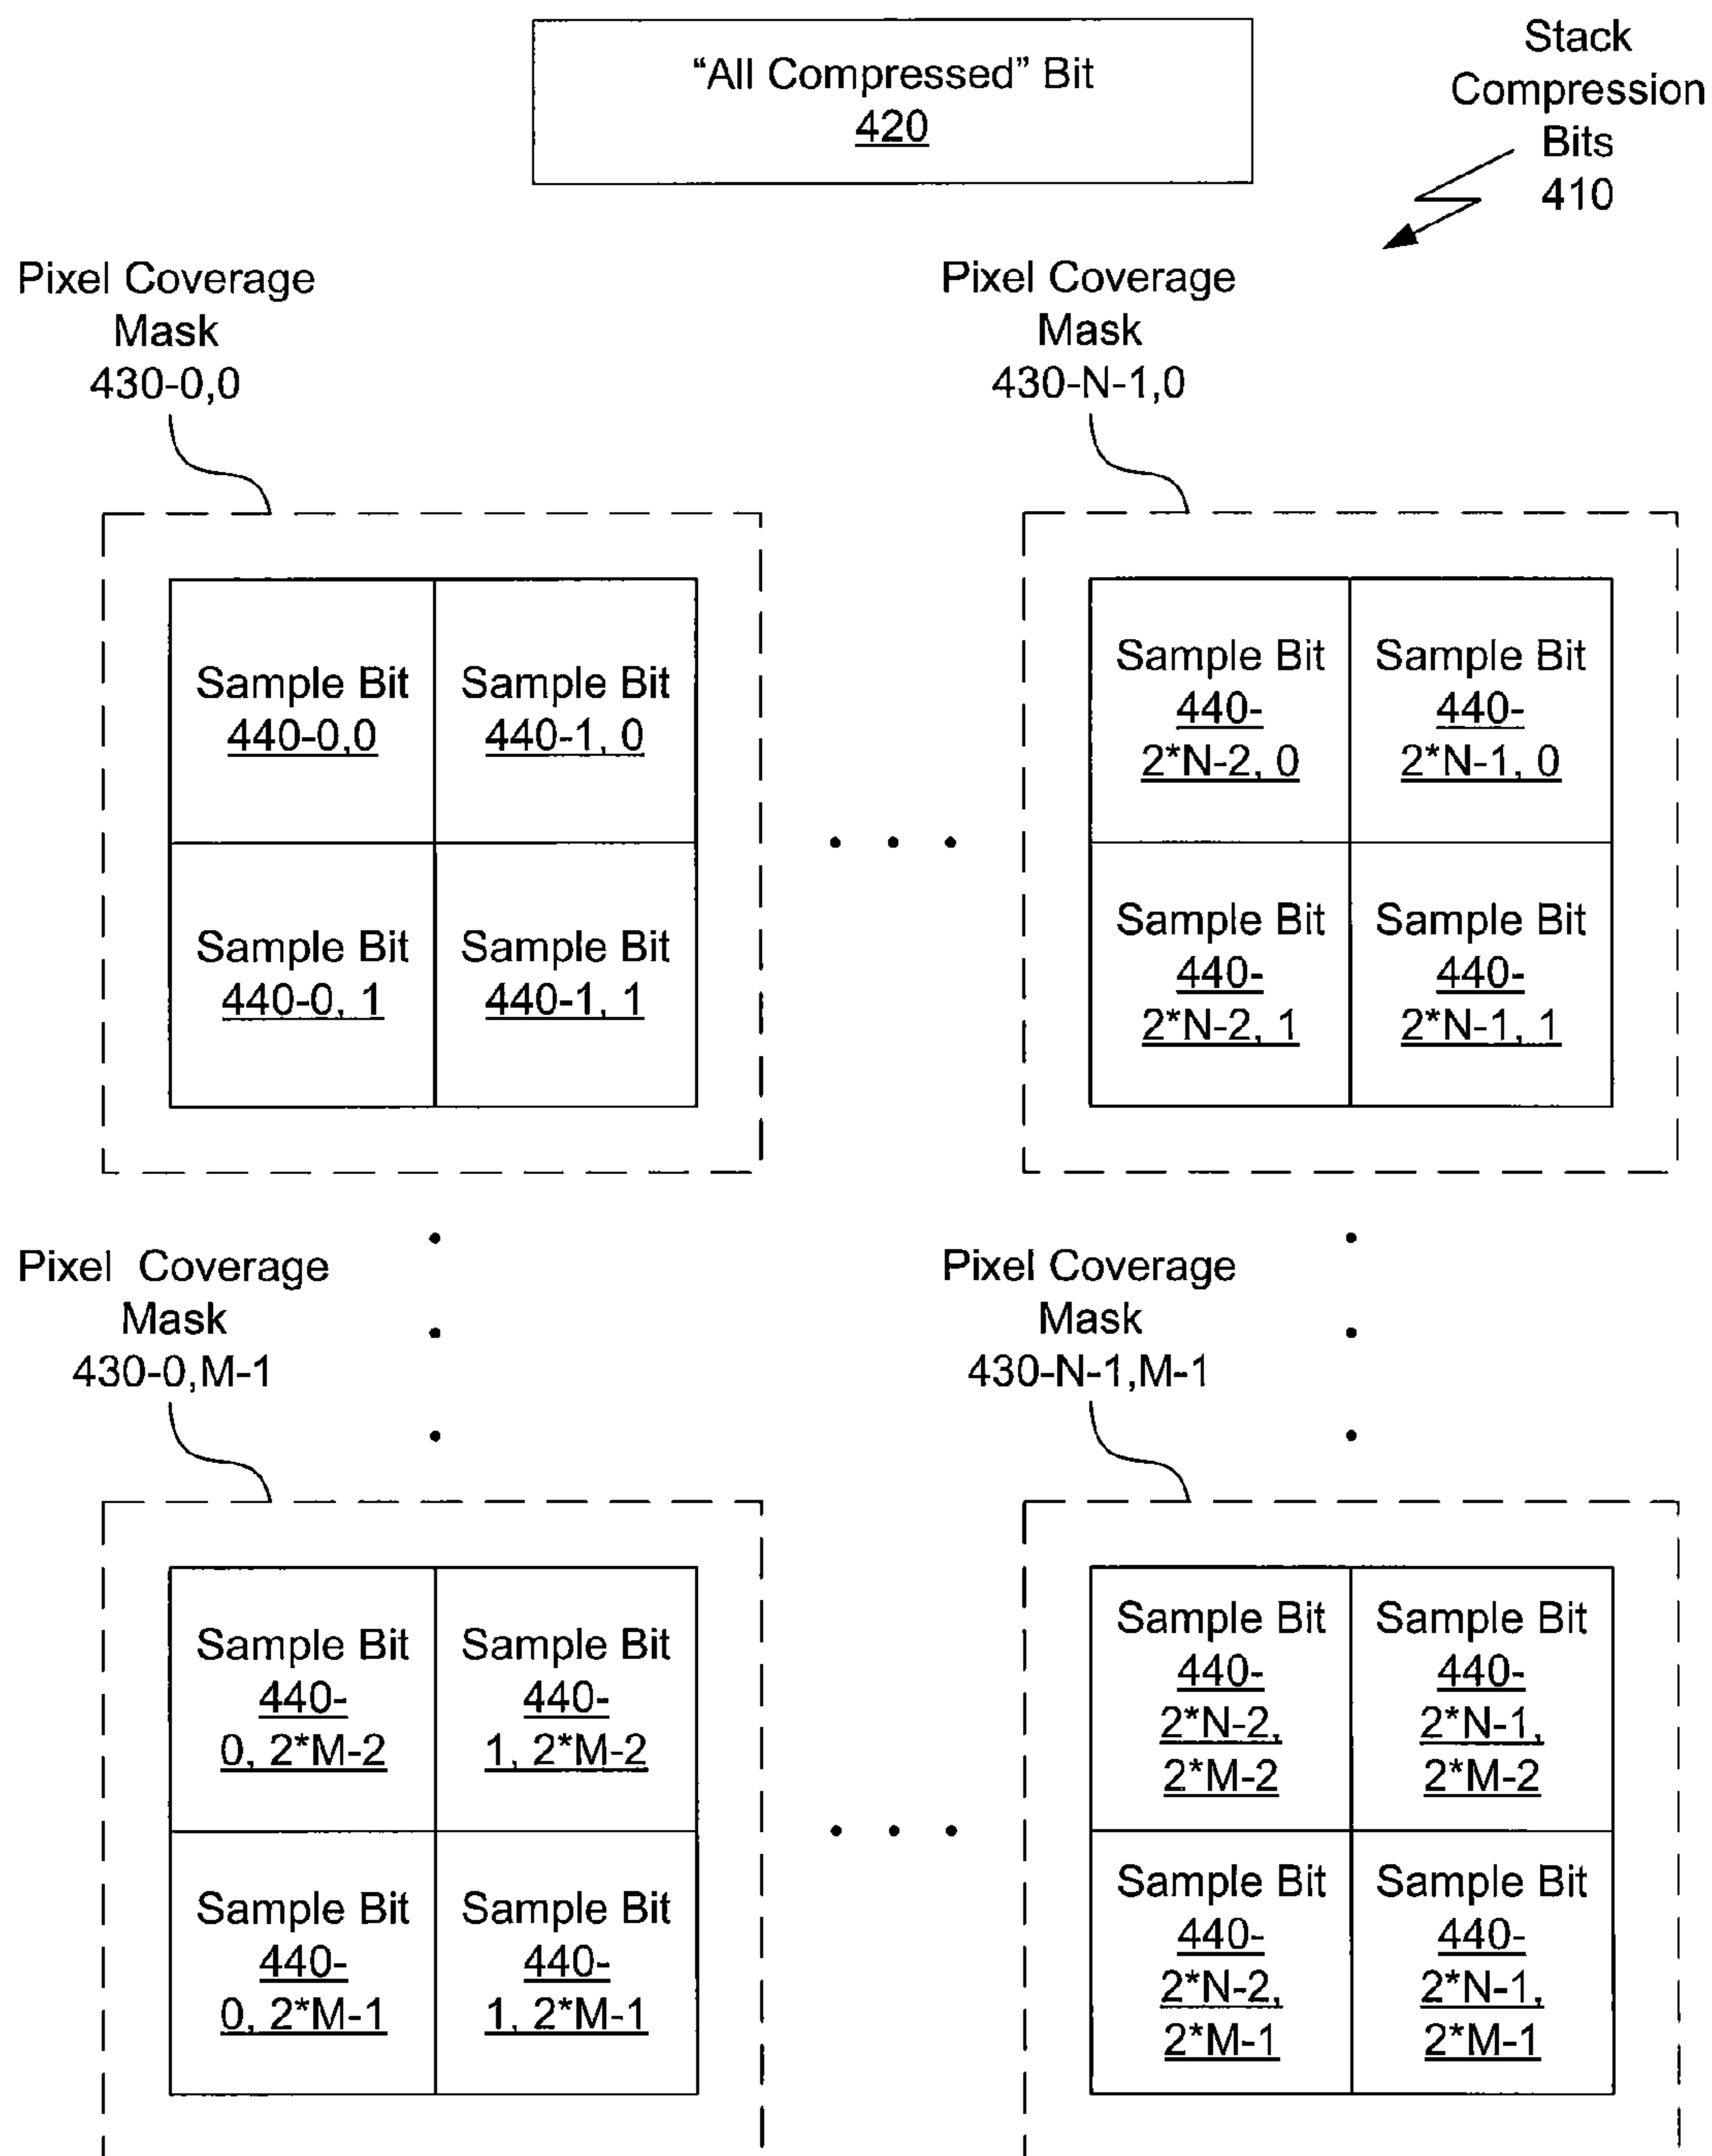 "All Compressed" Bit
420
Stack
Compression
Bits
410
Pixel Coverage
Mask
430-0,0
Pixel Coverage
Mask
430-N-1,0
Sample Bit
440-0,0
Sample Bit
440-1, 0
Sample Bit
440-0, 1
Sample Bit
440-1, 1
Sample Bit
440-
2*N-2, 0
Sample Bit
440-
2*N-1, 0
Sample Bit
440-
2*N-2, 1
Sample Bit
440-
2*N-1, 1
Pixel Coverage
Mask
430-0,M-1
Pixel Coverage
Mask
430-N-1,M-1
Sample Bit
440-
0, 2*M-2
Sample Bit
440-
1, 2*M-2
Sample Bit
440-
0, 2*M-1
Sample Bit
440-
1, 2*M-1
Sample Bit
440-
2*N-2,
2*M-2
Sample Bit
440-
2*N-1,
2*M-2
Sample Bit
440-
2*N-2,
2*M-1
Sample Bit
440-
2*N-1,
2*M-1